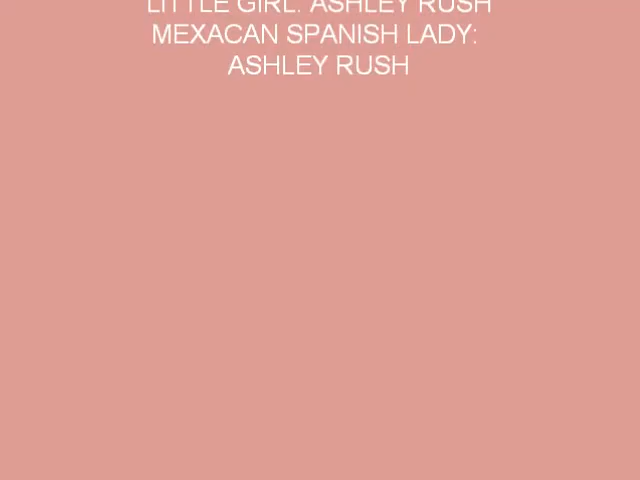 LITTLE GIRL: ASHLEY RUSH
MEXACAN SPANISH LADY:
ASHLEY RUSH